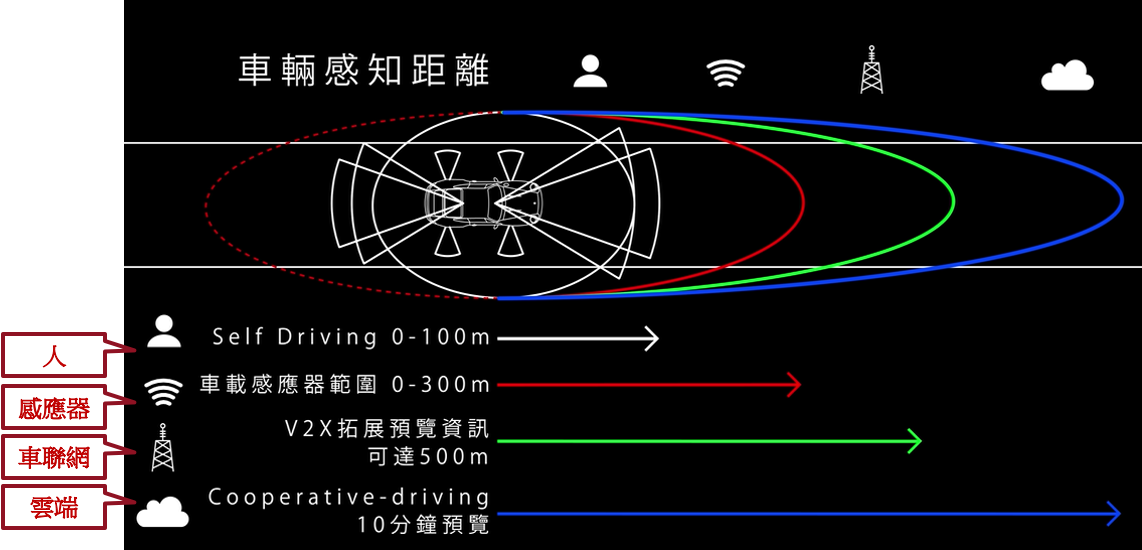 車輛感知距離
人
Self Driving 0-100m
感應器
車載感應器範圍 0-300m
車聯網
V2X拓展預覽資訊
可達500m
雲端
Cooperative-driving
10分鐘預覽